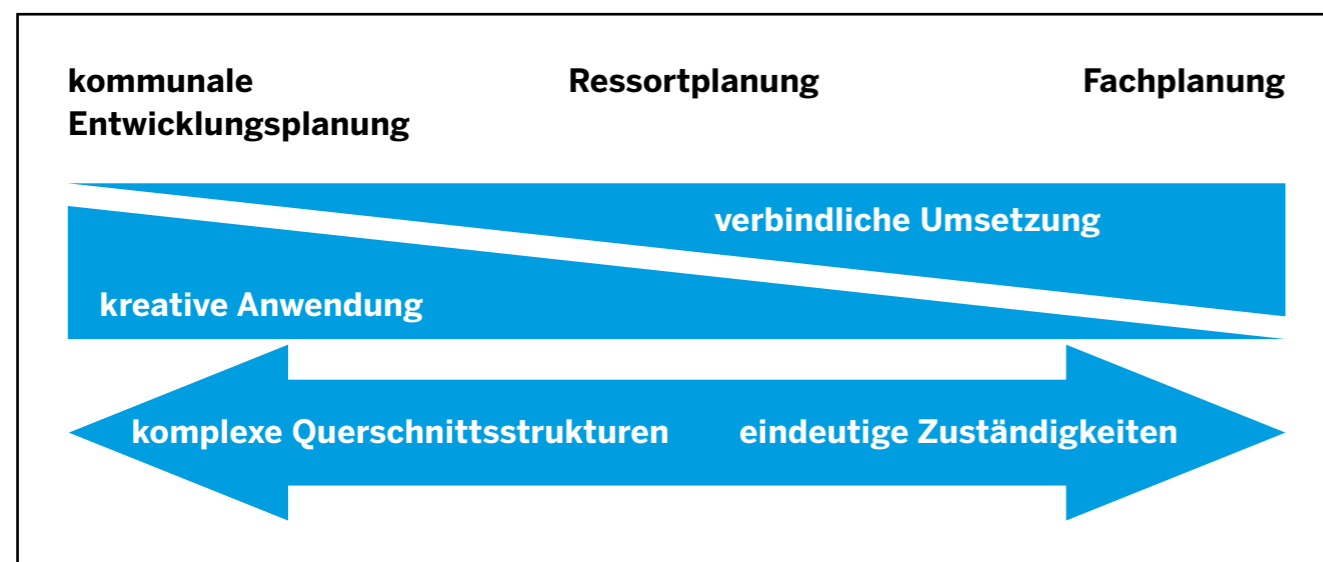 kommunale
Entwicklungsplanung
Ressortplanung
Fachplanung
verbindliche Umsetzung
kreative Anwendung
komplexe Querschnittsstrukturen
eindeutige Zuständigkeiten